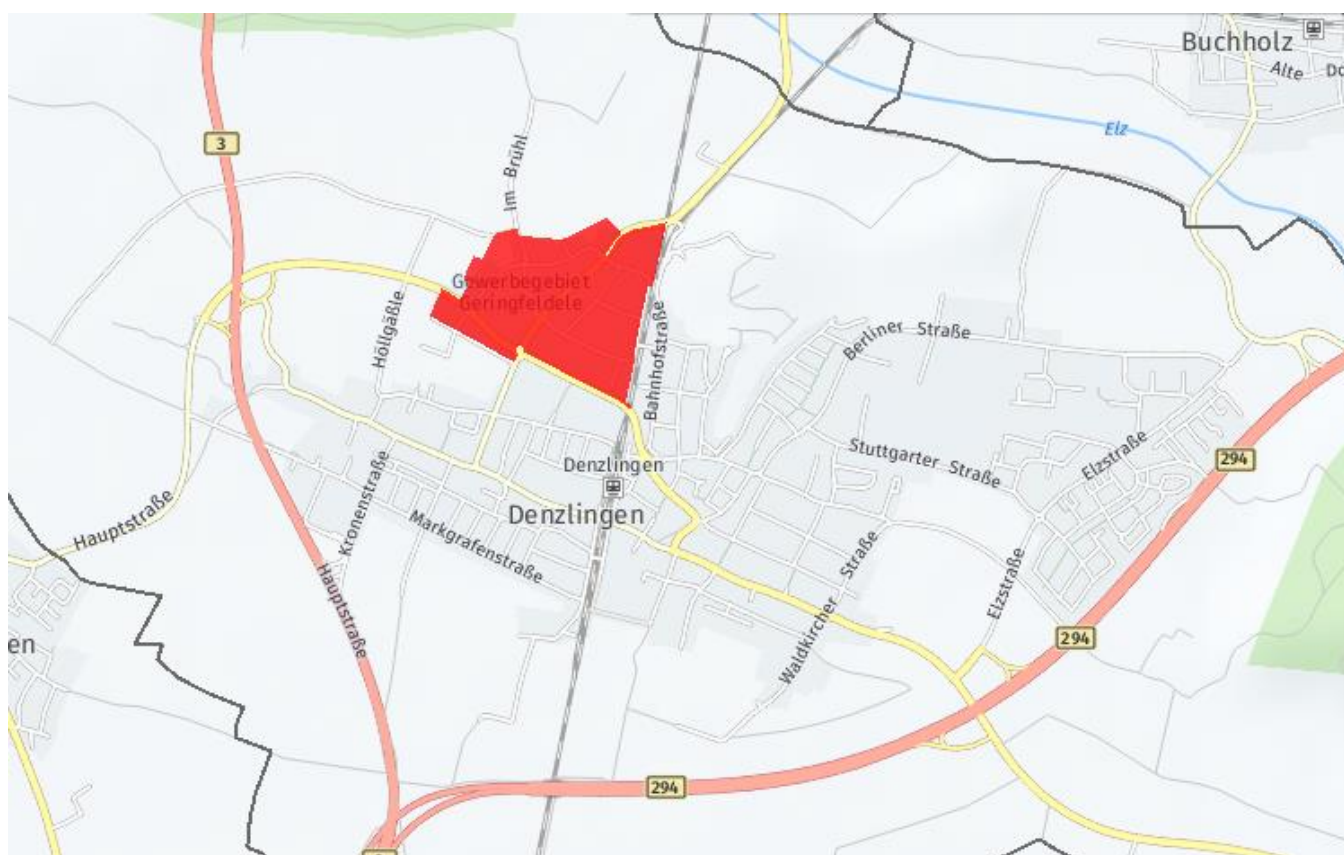 Buchholz
Alte Do
3
Elz
Im Brühl
Gewerbegebiet
Geringfeldele
Höllgäßle
Bahnhofstraße
Berliner Straße
Stuttgarter Straße
Elzstraße
294
Denzlingen
Denzlingen
Kronenstraße
Markgrafenstraße
Hauptstraße
Hauptstraße
Waldkircher Straße
Elzstraße
294
en
294